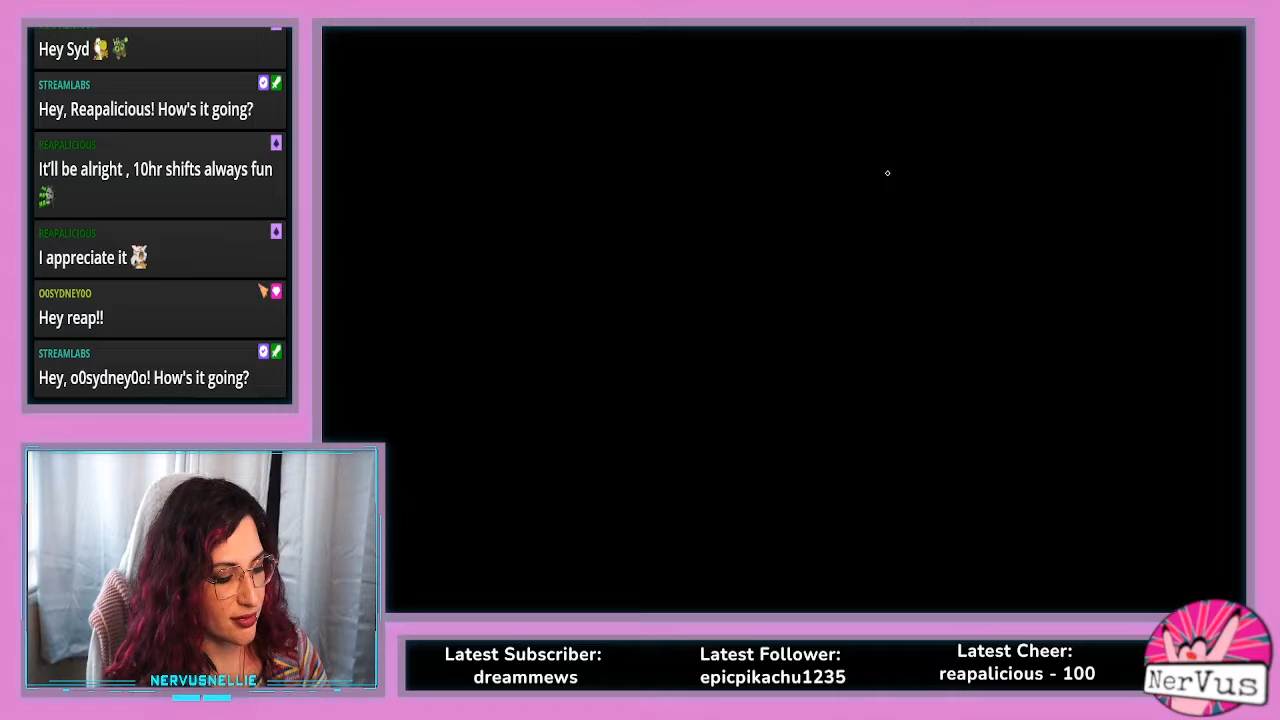 Hey Syd
STREAMLABS
Hey, Reapalicious! How's it going?
REAPALICIOUS
It'll be alright , 10hr shifts always fun
REAPALICIOUS
I appreciate it
O0SYDNEY0O
Hey reap!!
STREAMLABS
Hey, o0sydney0o! How's it going?
NERVUSNELLIE
Latest Subscriber:
dreammews
Latest Follower:
epicpikachu1235
Latest Cheer:
reapalicious - 100
NerVus